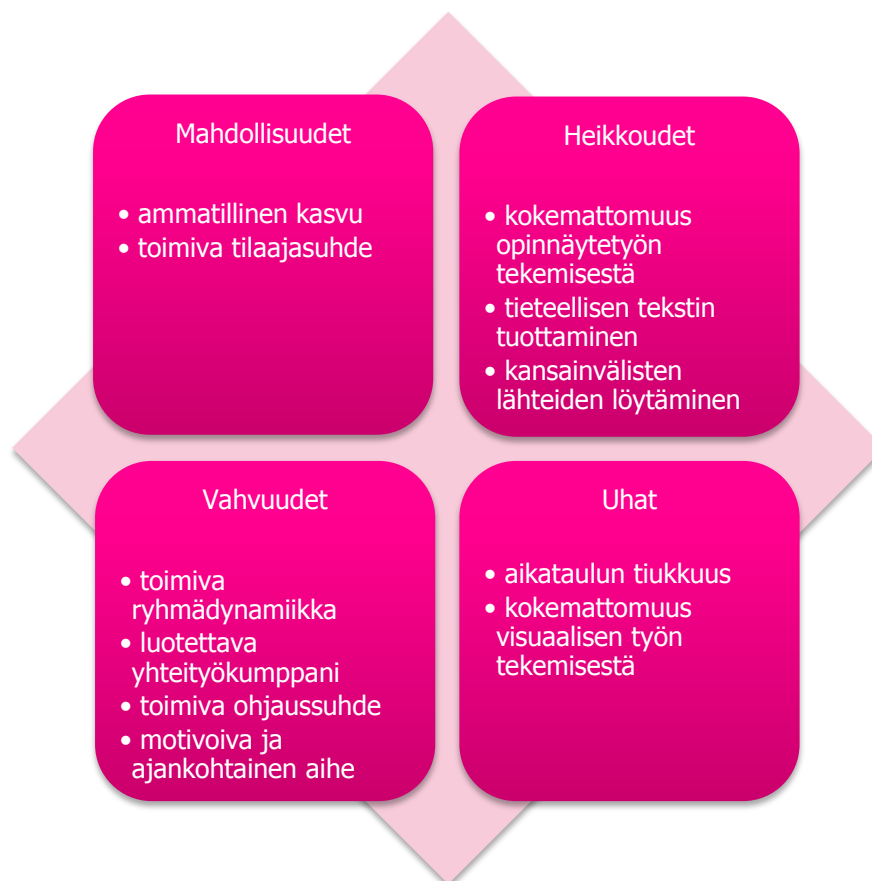 Mahdollisuudet
• ammatillinen kasvu
• toimiva tilaajasuhde
Heikkoudet
• kokemattomuus
opinnäytetyön
tekemisestä
• tieteellisen tekstin
tuottaminen
• kansainvälisten
lähteiden löytäminen
Vahvuudet
• toimiva
ryhmädynamiikka
• luotettava
yhteityökumppani
• toimiva ohjaussuhde
• motivoiva ja
ajankohtainen aihe
Uhat
• aikataulun tiukkuus
• kokemattomuus
visuaalisen työn
tekemisestä